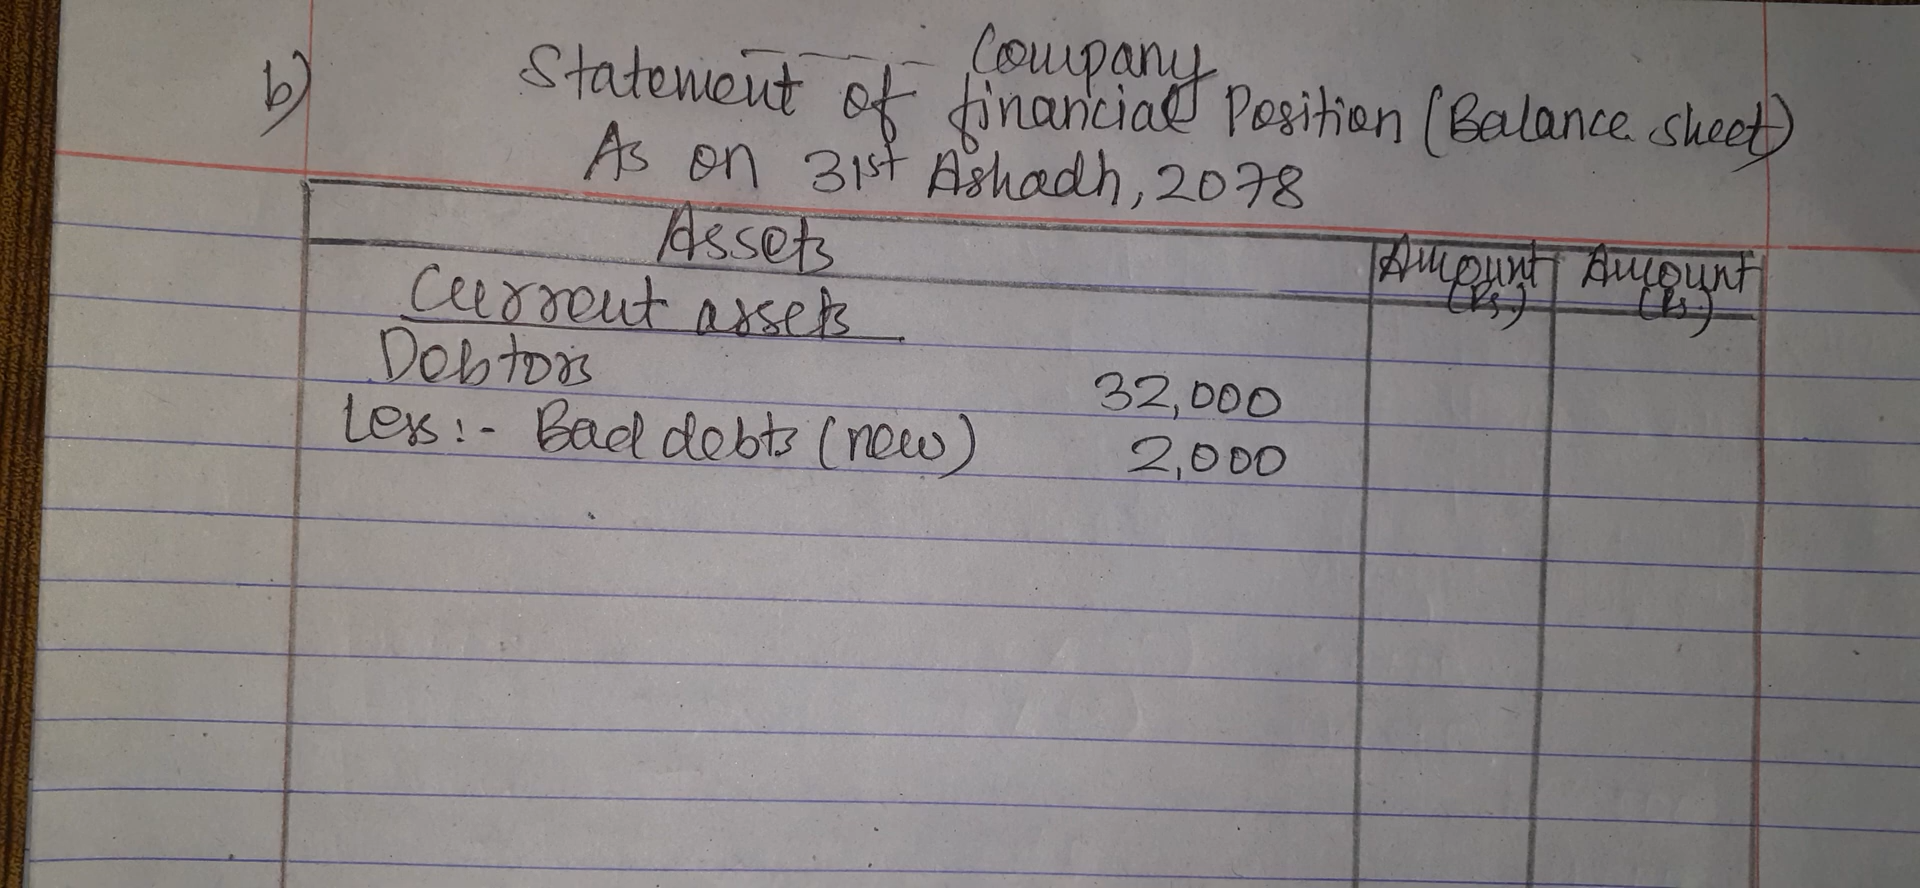 b)
---- Company
Statement of financial Position (Balance sheet)
As on 31st Ashadh, 2078
Assets Amount (Rs.) Amount (Rs.)
Current assets
Debtors 32,000
Less :- Bad debts (new) 2,000